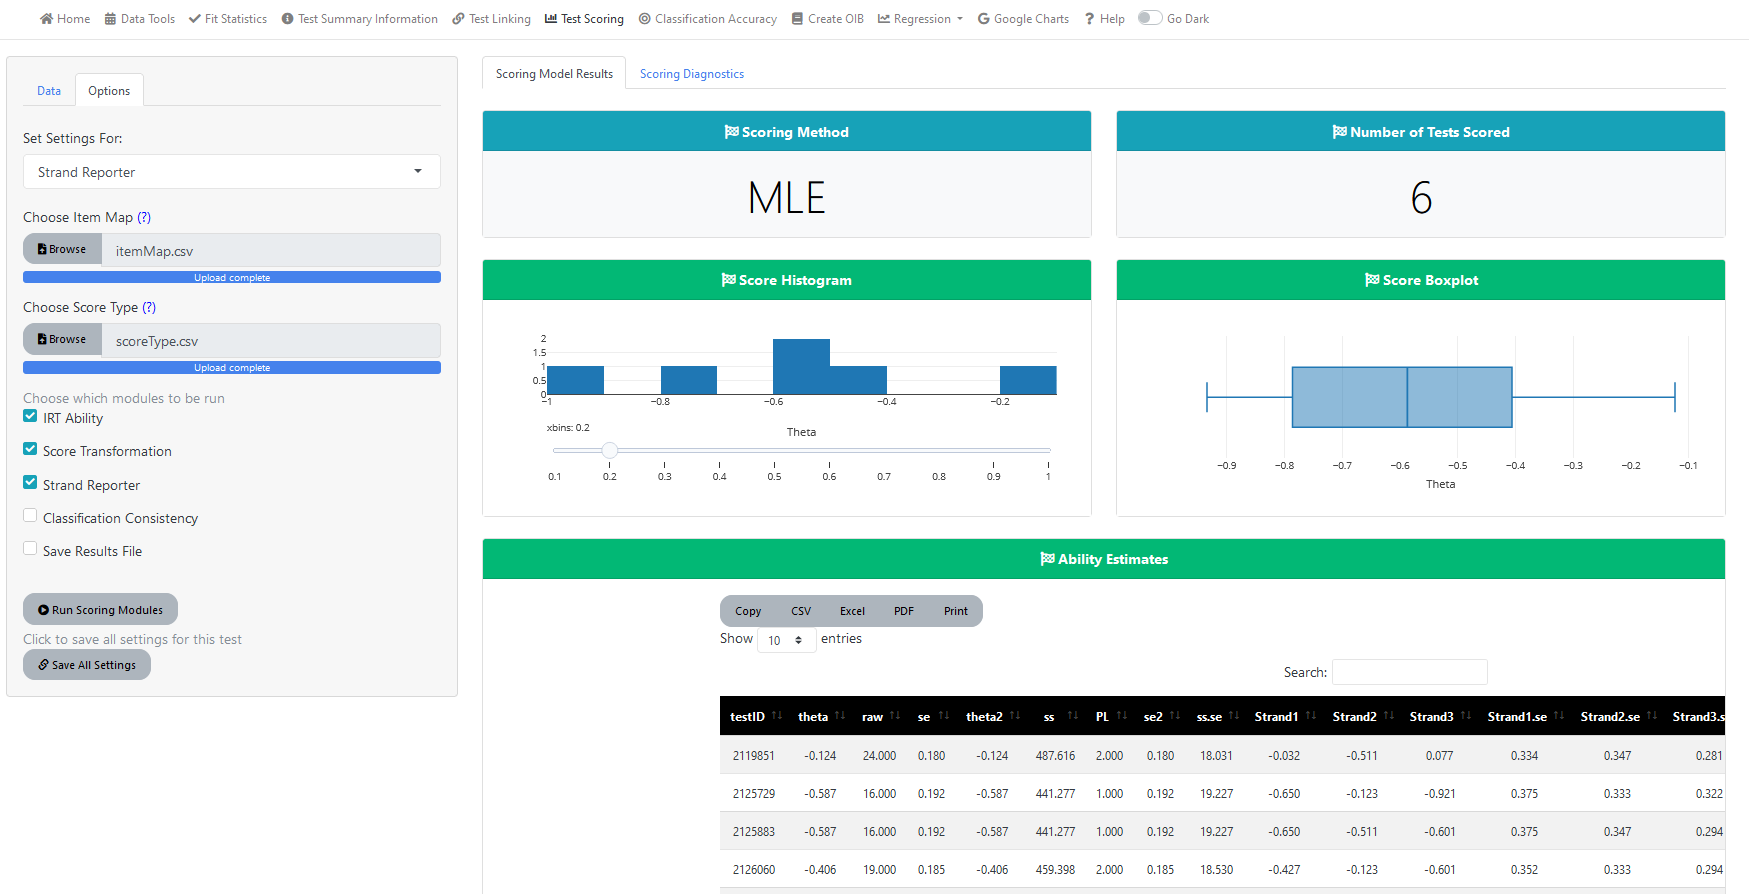 Home Data Tools Fit Statistics Test Summary Information Test Linking Test Scoring Classification Accuracy Create OIB Regression Google Charts Help Go Dark
Data Options
Set Settings For:
Strand Reporter
Choose Item Map (?)
Browse itemMap.csv
Upload complete
Choose Score Type (?)
Browse scoreType.csv
Upload complete
Choose which modules to be run
IRT Ability
Score Transformation
Strand Reporter
Classification Consistency
Save Results File
Run Scoring Modules
Click to save all settings for this test
Save All Settings
Scoring Model Results Scoring Diagnostics
Scoring Method
MLE
Number of Tests Scored
6
Score Histogram
2
1.5
1
0.5
0
−1 −0.8 −0.6 −0.4 −0.2
xbins: 0.2
Theta
0.1 0.2 0.3 0.4 0.5 0.6 0.7 0.8 0.9 1
Score Boxplot
−0.9 −0.8 −0.7 −0.6 −0.5 −0.4 −0.3 −0.2 −0.1
Theta
Ability Estimates
Copy CSV Excel PDF Print
Show 10 entries
Search:
testID theta raw se theta2 ss PL se2 ss.se Strand1 Strand2 Strand3 Strand1.se Strand2.se Strand3.s
2119851 -0.124 24.000 0.180 -0.124 487.616 2.000 0.180 18.031 -0.032 -0.511 0.077 0.334 0.347 0.281
2125729 -0.587 16.000 0.192 -0.587 441.277 1.000 0.192 19.227 -0.650 -0.123 -0.921 0.375 0.333 0.322
2125883 -0.587 16.000 0.192 -0.587 441.277 1.000 0.192 19.227 -0.650 -0.511 -0.601 0.375 0.347 0.294
2126060 -0.406 19.000 0.185 -0.406 459.398 2.000 0.185 18.530 -0.427 -0.123 -0.601 0.352 0.333 0.294